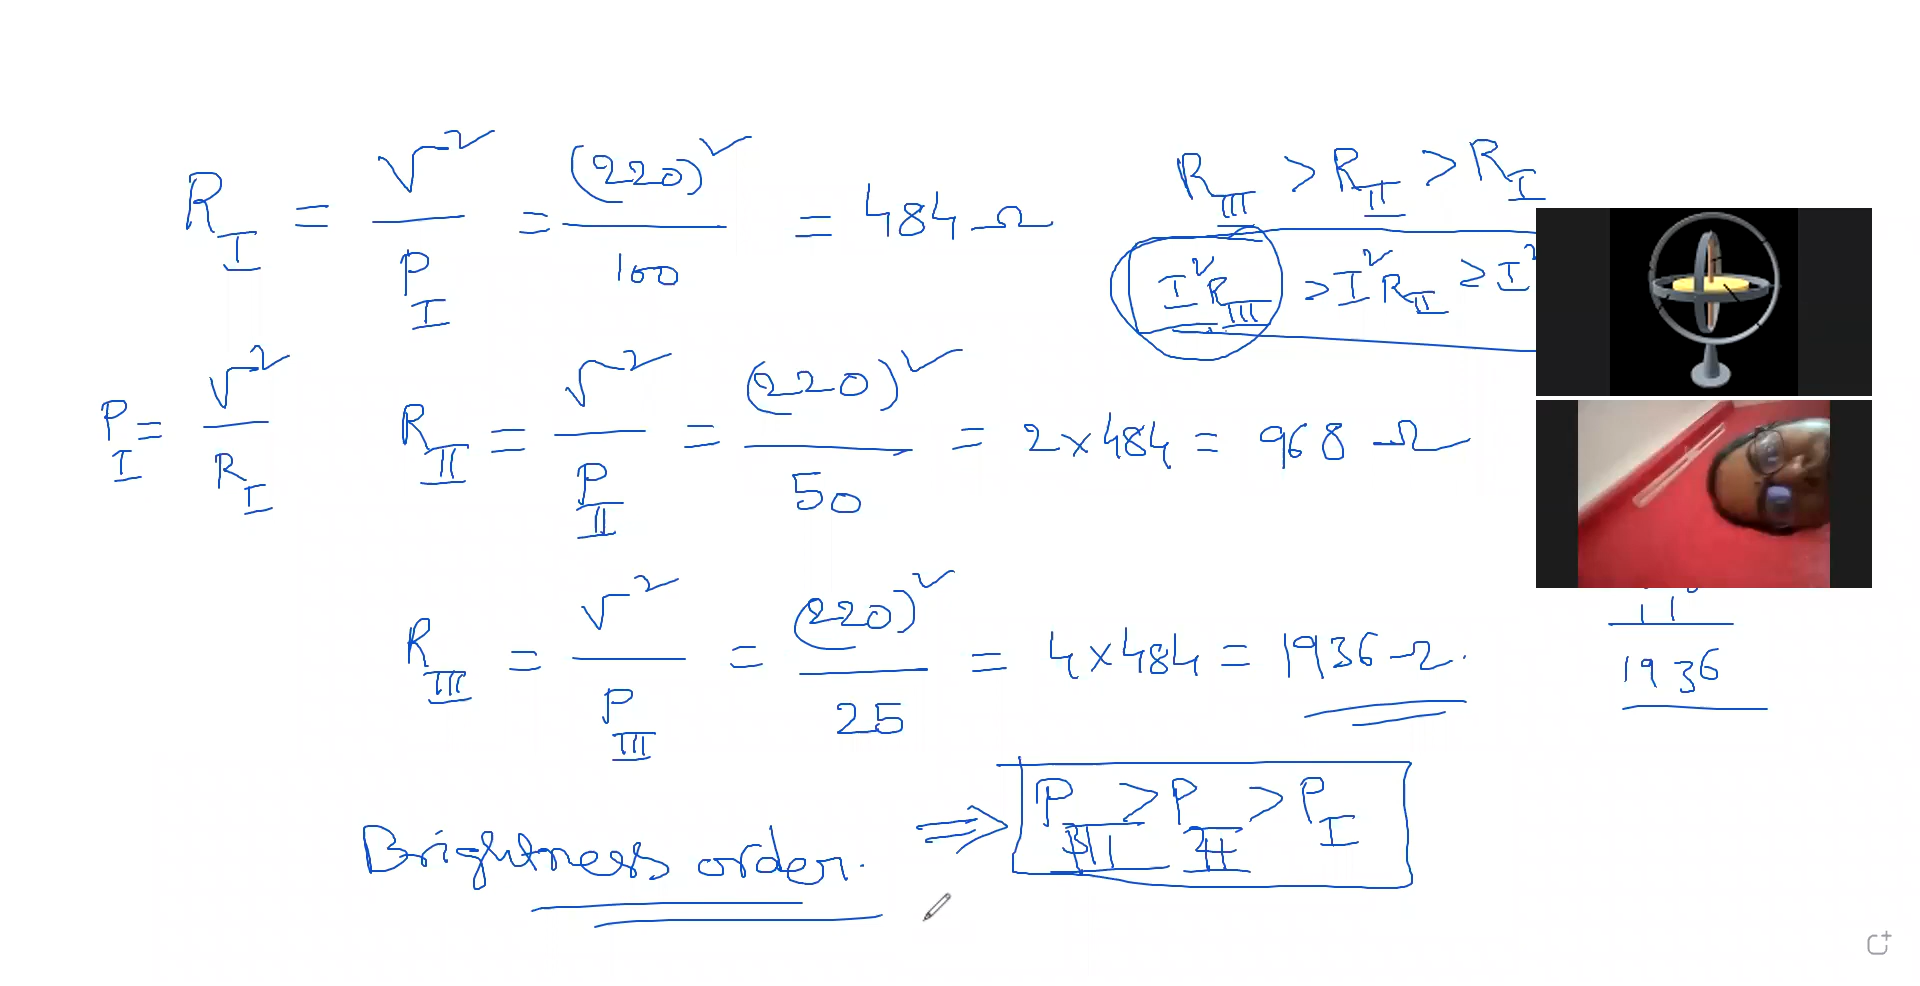 R_I = V²/P_I = (220)²/100 = 484 Ω
R_III > R_II > R_I
I²R_III > I²R_II > I²
P_I = V²/R_I
R_II = V²/P_II = (220)²/50 = 2×484 = 968 Ω
R_III = V²/P_III = (220)²/25 = 4×484 = 1936 Ω.
1936
Brightness order. ⇒ P_III > P_II > P_I